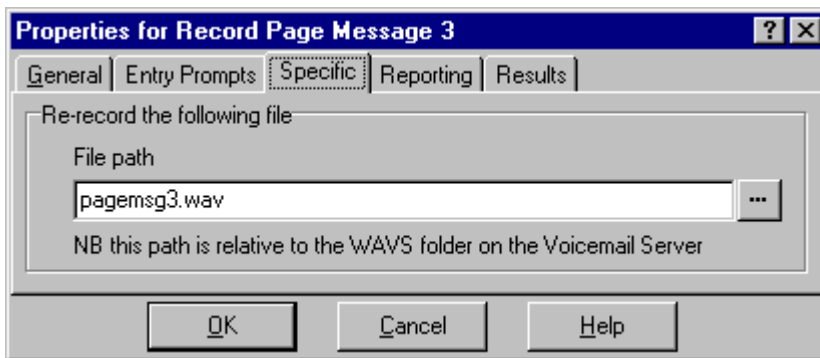 Properties for Record Page Message 3
? ×
General Entry Prompts Specific Reporting Results
Re-record the following file
File path
pagemsg3.wav ...
NB this path is relative to the WAVS folder on the Voicemail Server
OK Cancel Help